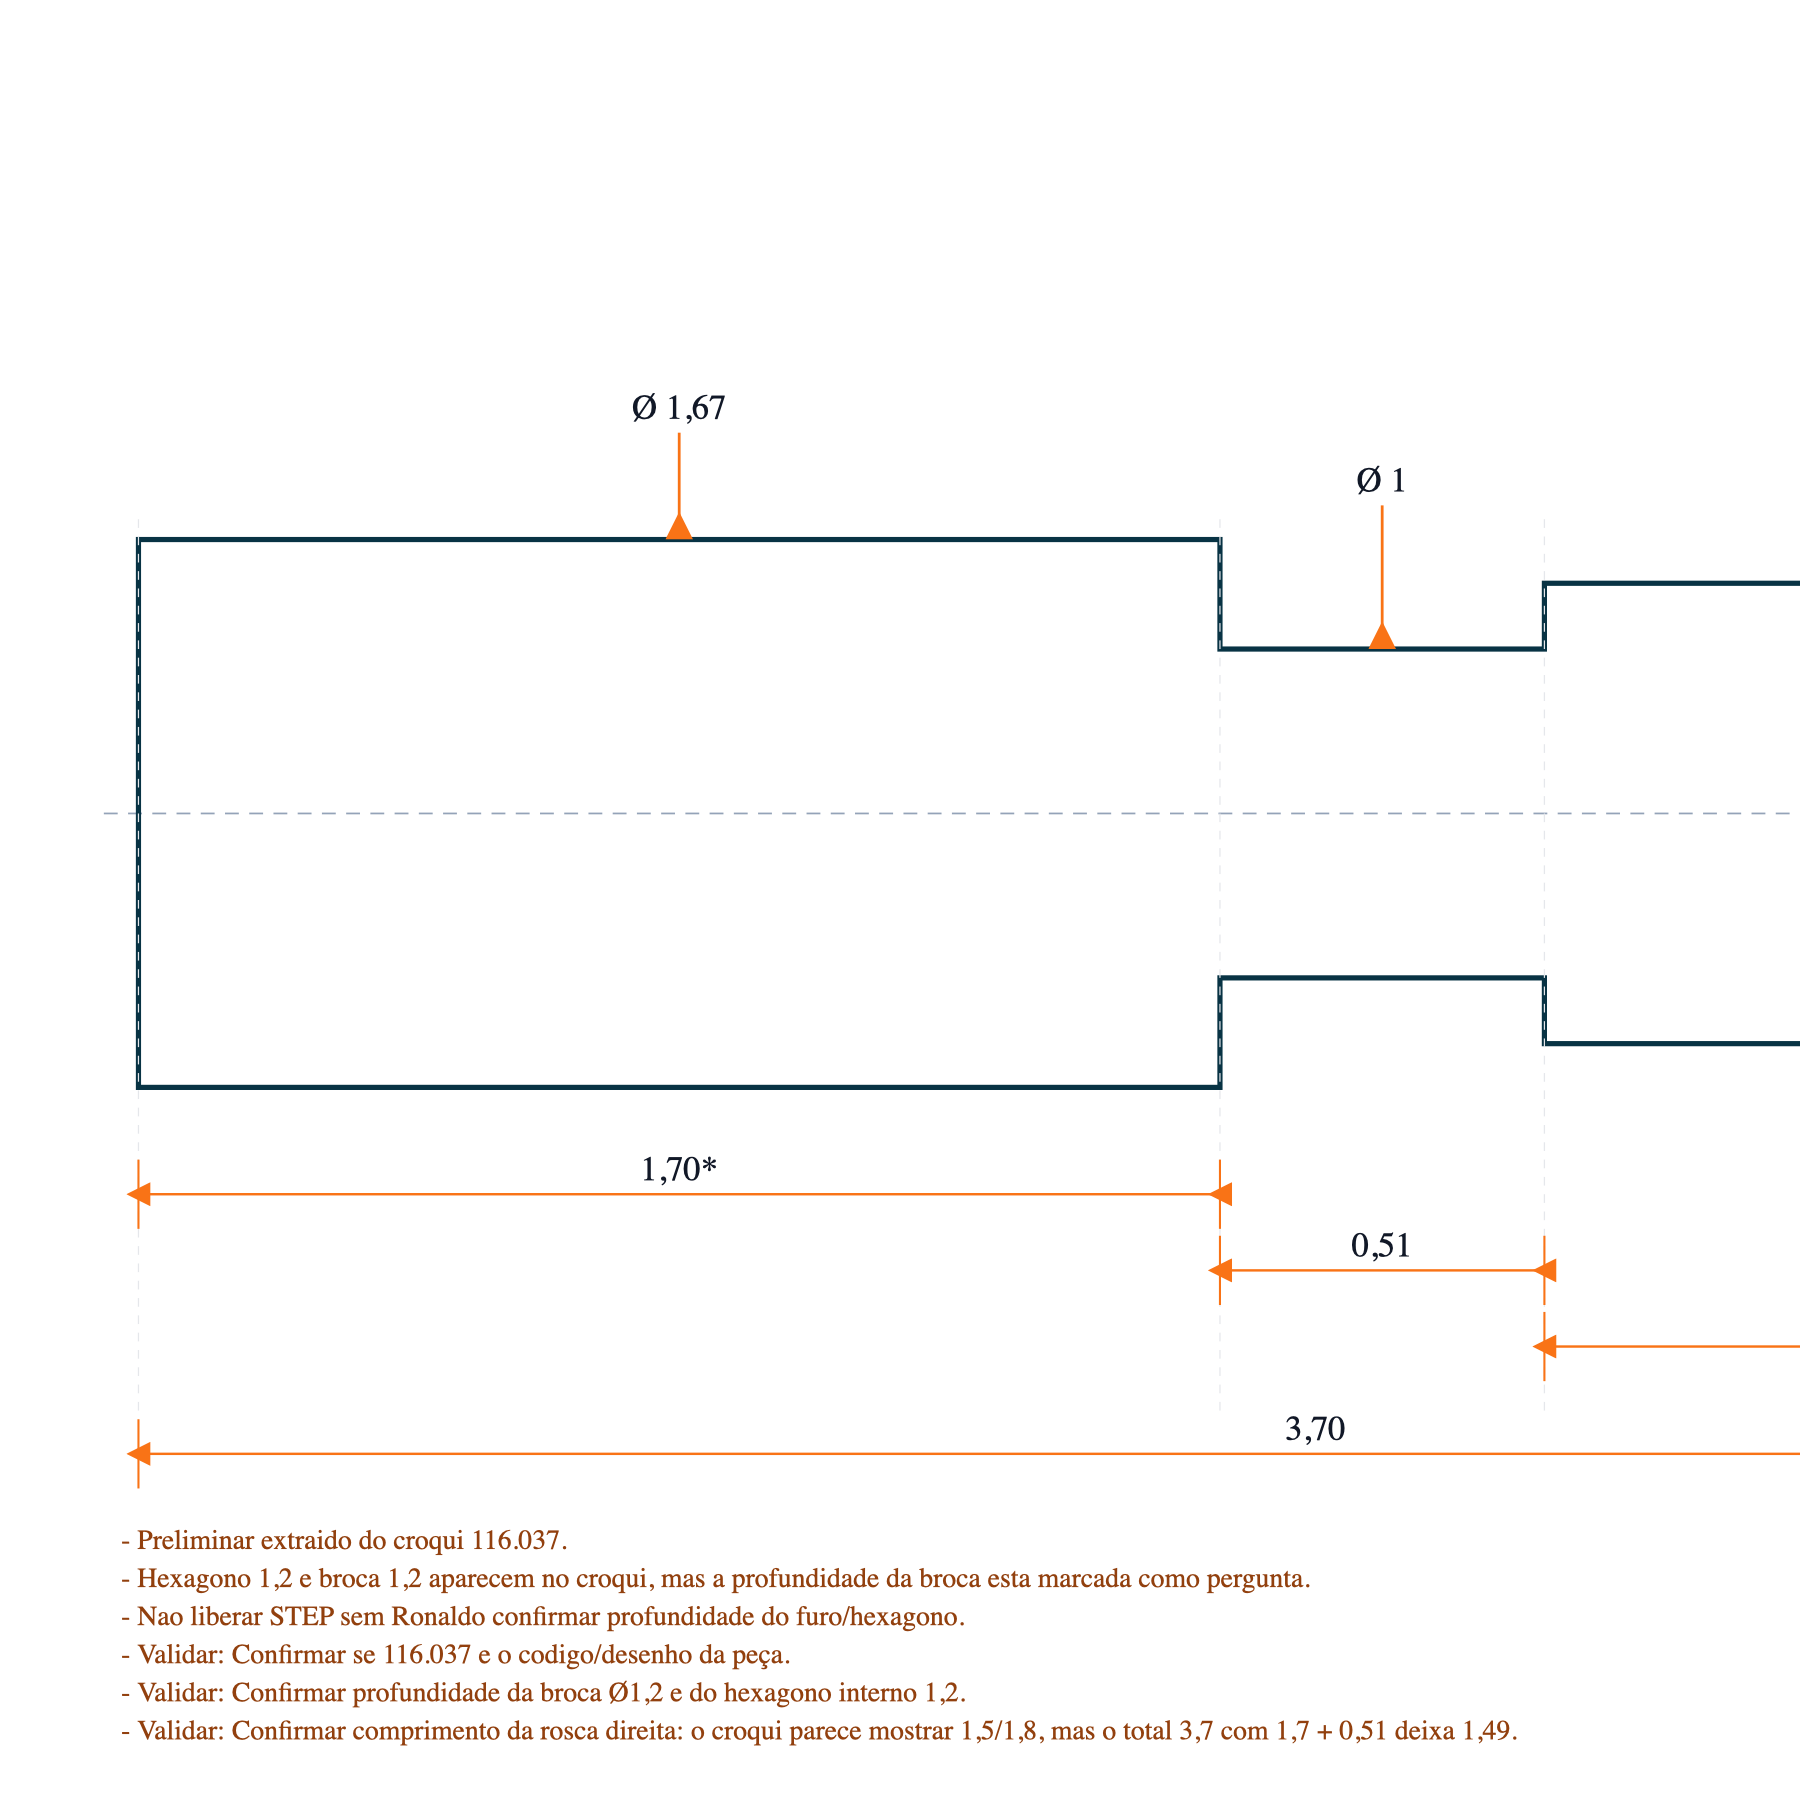 Ø 1,67
Ø 1
1,70*
0,51
3,70
- Preliminar extraido do croqui 116.037.
- Hexagono 1,2 e broca 1,2 aparecem no croqui, mas a profundidade da broca esta marcada como pergunta.
- Nao liberar STEP sem Ronaldo confirmar profundidade do furo/hexagono.
- Validar: Confirmar se 116.037 e o codigo/desenho da peça.
- Validar: Confirmar profundidade da broca Ø1,2 e do hexagono interno 1,2.
- Validar: Confirmar comprimento da rosca direita: o croqui parece mostrar 1,5/1,8, mas o total 3,7 com 1,7 + 0,51 deixa 1,49.